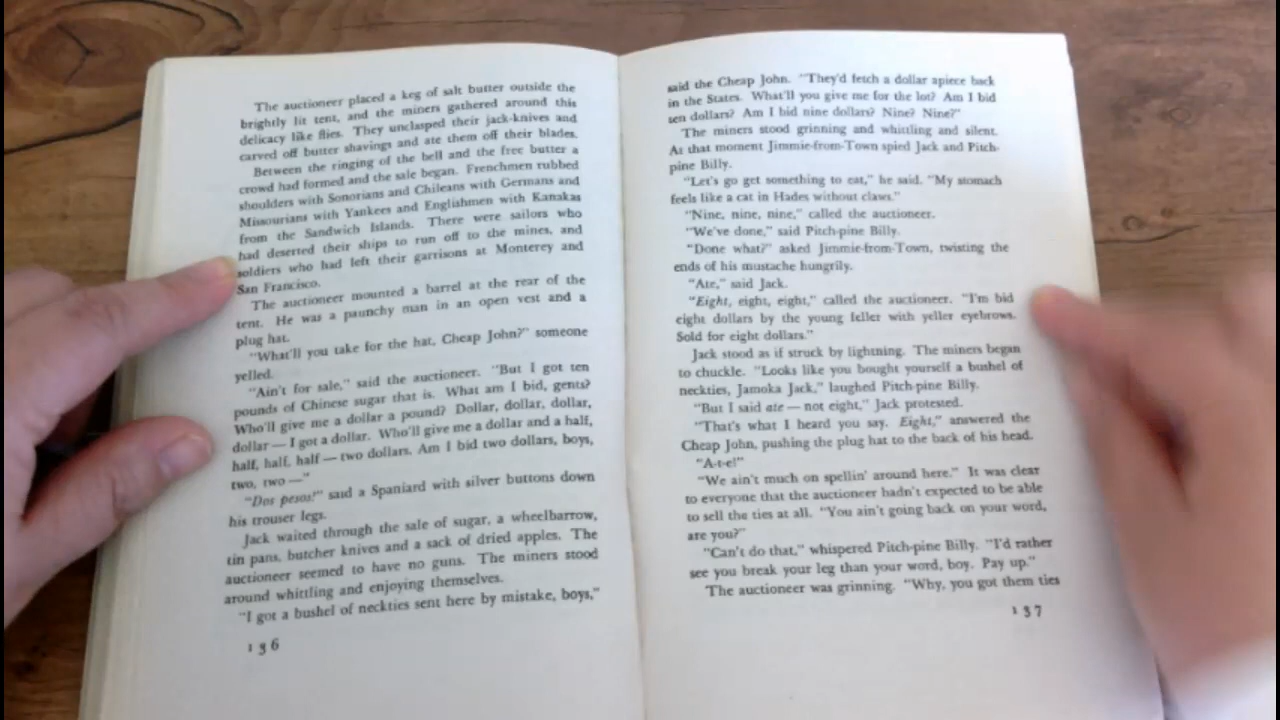 The auctioneer placed a keg of salt butter outside the
brightly lit tent, and the miners gathered around this
delicacy like flies. They unclasped their jack-knives and
carved off butter shavings and ate them off their blades.
Between the ringing of the bell and the free butter a
crowd had formed and the sale began. Frenchmen rubbed
shoulders with Sonorians and Chileans with Germans and
Missourians with Yankees and Englishmen with Kanakas
from the Sandwich Islands. There were sailors who
had deserted their ships to run off to the mines, and
soldiers who had left their garrisons at Monterey and
San Francisco.
The auctioneer mounted a barrel at the rear of the
tent. He was a paunchy man in an open vest and a
plug hat.
"What'll you take for the hat, Cheap John?" someone
yelled.
"Ain't for sale," said the auctioneer. "But I got ten
pounds of Chinese sugar that is. What am I bid, gents?
Who'll give me a dollar a pound? Dollar, dollar, dollar,
dollar — I got a dollar. Who'll give me a dollar and a half,
half, half, half — two dollars. Am I bid two dollars, boys,
two, two —"
"Dos pesos!" said a Spaniard with silver buttons down
his trouser legs.
Jack waited through the sale of sugar, a wheelbarrow,
tin pans, butcher knives and a sack of dried apples. The
auctioneer seemed to have no guns. The miners stood
around whittling and enjoying themselves.
"I got a bushel of neckties sent here by mistake, boys,"
136
said the Cheap John. "They'd fetch a dollar apiece back
in the States. What'll you give me for the lot? Am I bid
ten dollars? Am I bid nine dollars? Nine? Nine?"
The miners stood grinning and whittling and silent.
At that moment Jimmie-from-Town spied Jack and Pitch-
pine Billy.
"Let's go get something to eat," he said. "My stomach
feels like a cat in Hades without claws."
"Nine, nine, nine," called the auctioneer.
"We've done," said Pitch-pine Billy.
"Done what?" asked Jimmie-from-Town, twisting the
ends of his mustache hungrily.
"Ate," said Jack.
"Eight, eight, eight," called the auctioneer. "I'm bid
eight dollars by the young feller with yeller eyebrows.
Sold for eight dollars."
Jack stood as if struck by lightning. The miners began
to chuckle. "Looks like you bought yourself a bushel of
neckties, Jamoka Jack," laughed Pitch-pine Billy.
"But I said ate — not eight," Jack protested.
"That's what I heard you say. Eight," answered the
Cheap John, pushing the plug hat to the back of his head.
"A-t-e!"
"We ain't much on spellin' around here." It was clear
to everyone that the auctioneer hadn't expected to be able
to sell the ties at all. "You ain't going back on your word,
are you?"
"Can't do that," whispered Pitch-pine Billy. "I'd rather
see you break your leg than your word, boy. Pay up."
The auctioneer was grinning. "Why, you got them ties
137